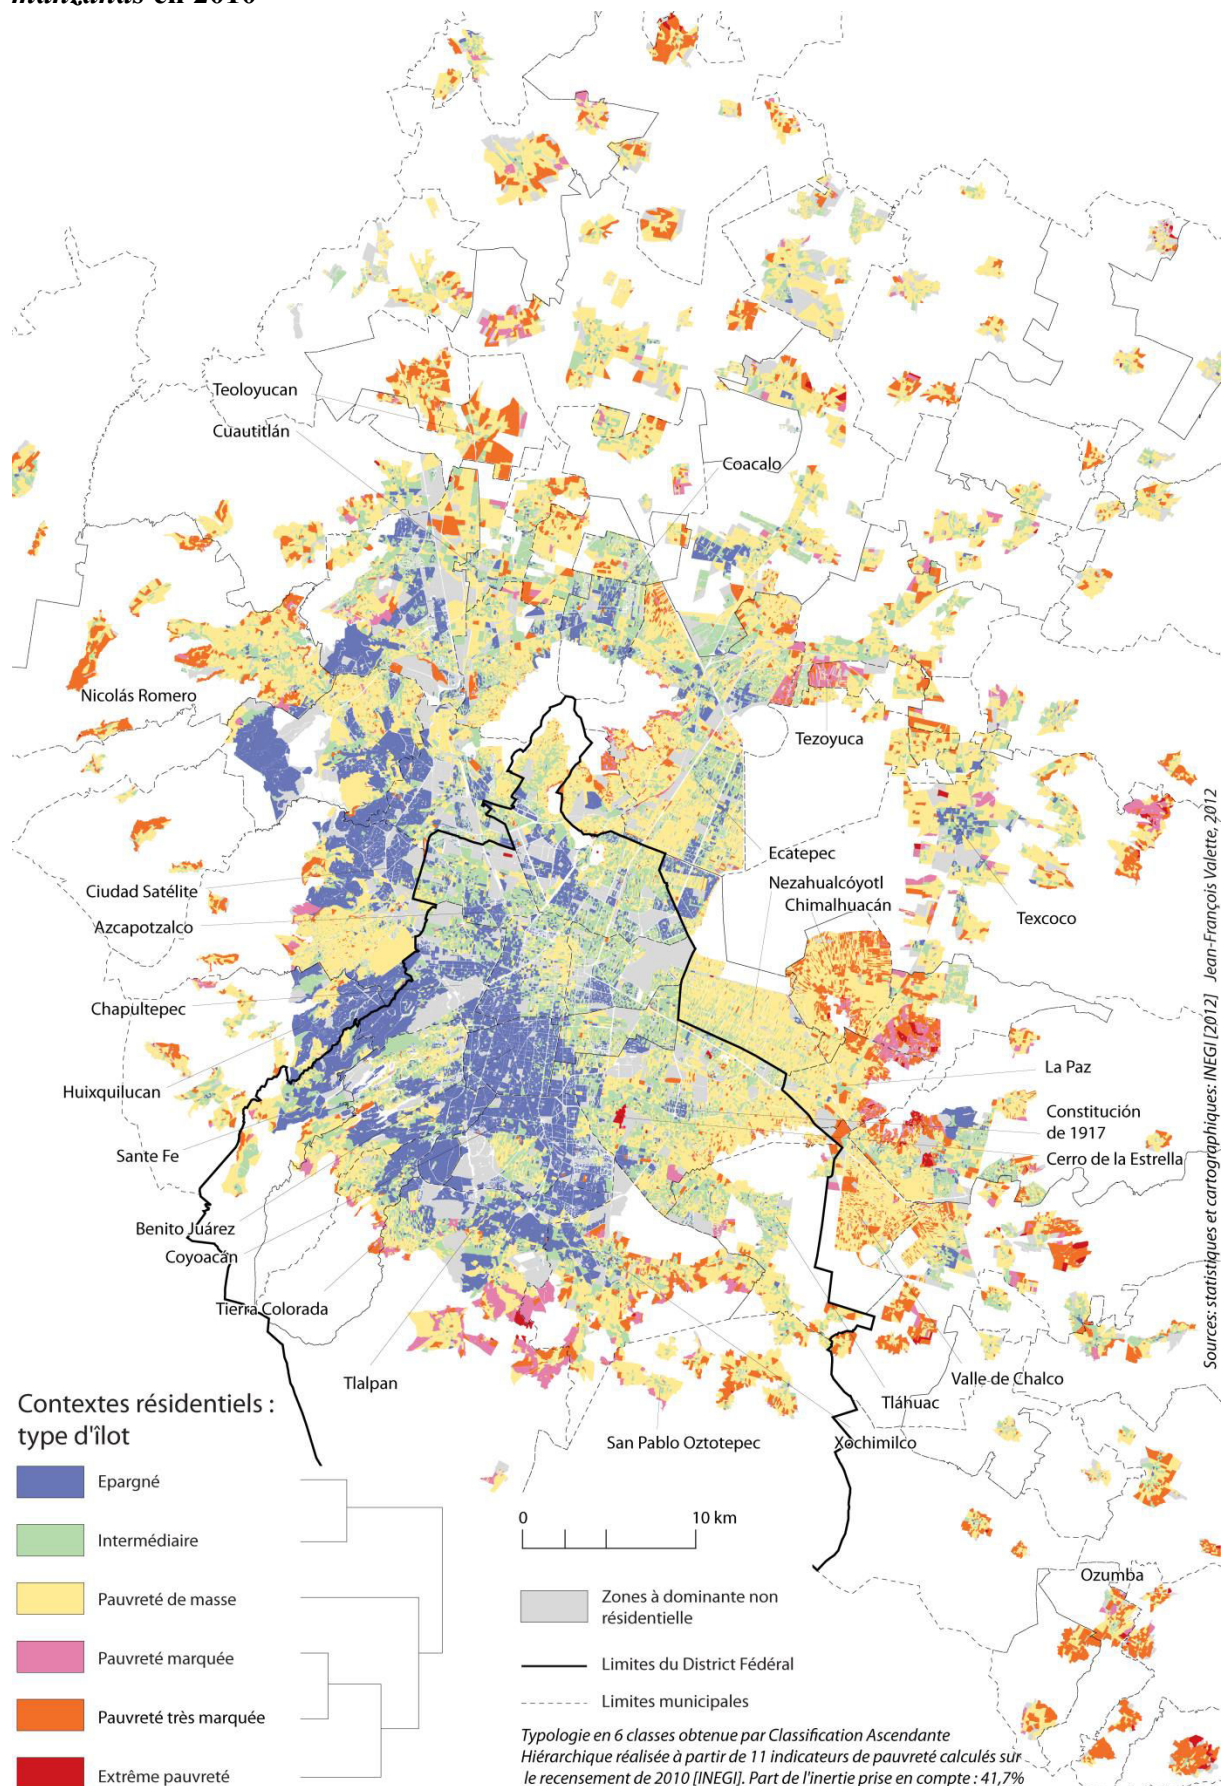 manzanas en 2010
Teoloyucan
Cuautitlán
Coacalo
Nicolás Romero
Tezoyuca
Ciudad Satélite
Azcapotzalco
Ecatepec
Nezahualcóyotl
Chimalhuacán
Texcoco
Chapultepec
Huixquilucan
Sante Fe
La Paz
Constitución
de 1917
Cerro de la Estrella
Benito Juárez
Coyoacán
Tierra Colorada
Tlalpan
San Pablo Oztotepec
Xochimilco
Tláhuac
Valle de Chalco
Ozumba
Sources: statistiques et cartographiques: INEGI [2012] Jean-François Valette, 2012
Contextes résidentiels :
type d'îlot
Epargné
Intermédiaire
Pauvreté de masse
Pauvreté marquée
Pauvreté très marquée
Extrême pauvreté
0 10 km
Zones à dominante non
résidentielle
Limites du District Fédéral
Limites municipales
Typologie en 6 classes obtenue par Classification Ascendante
Hiérarchique réalisée à partir de 11 indicateurs de pauvreté calculés sur
le recensement de 2010 [INEGI]. Part de l'inertie prise en compte : 41,7%